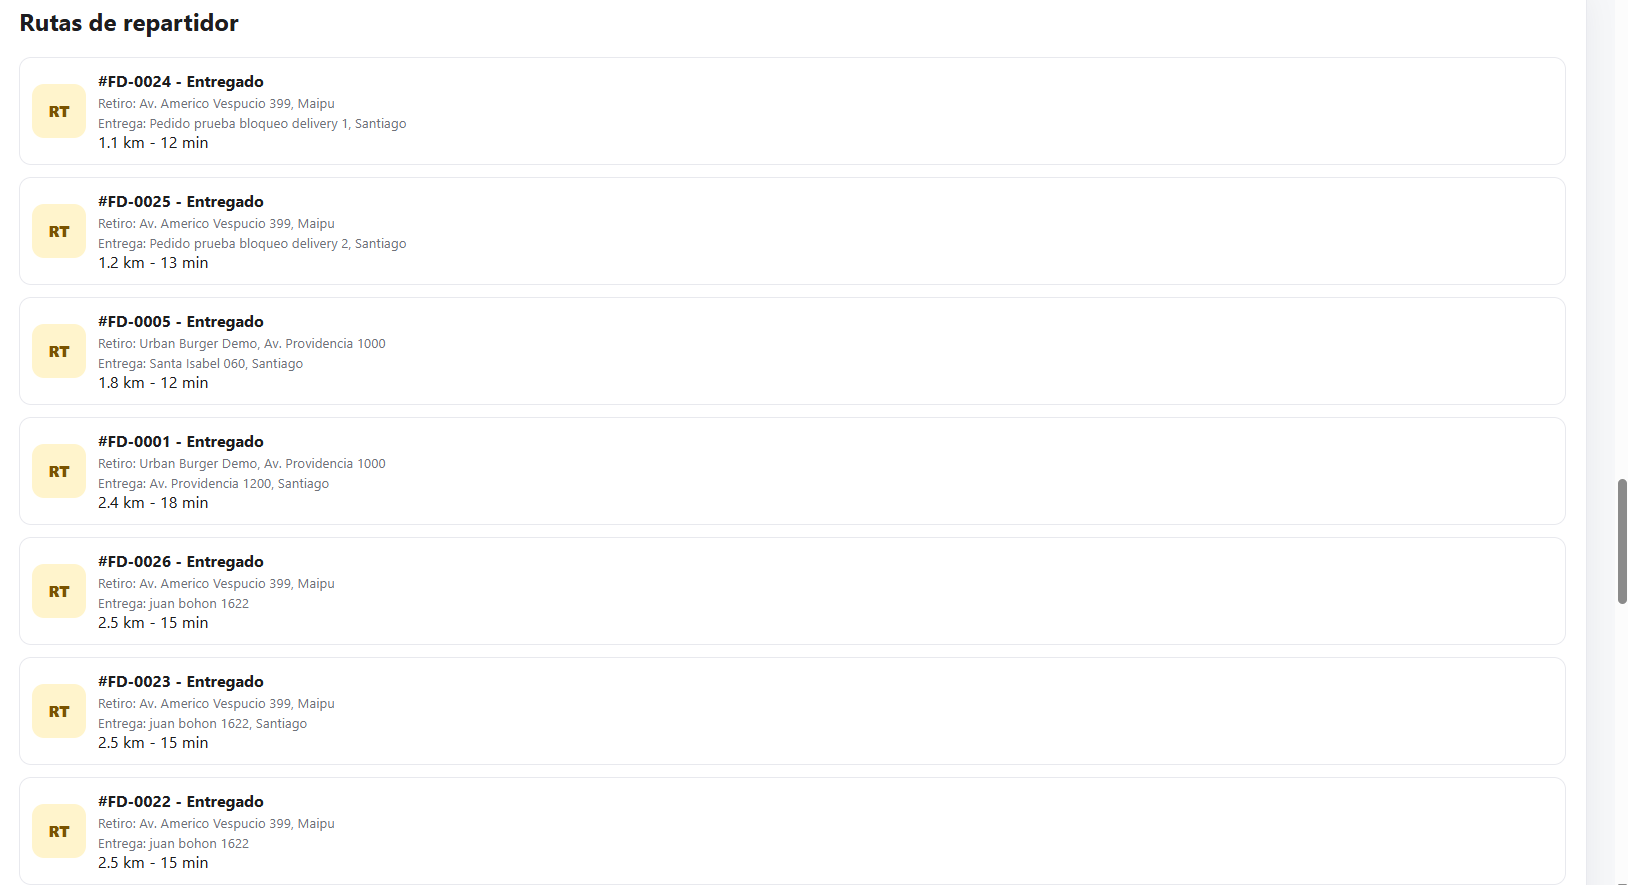 Rutas de repartidor
RT
#FD-0024 - Entregado
Retiro: Av. Americo Vespucio 399, Maipu
Entrega: Pedido prueba bloqueo delivery 1, Santiago
1.1 km - 12 min
RT
#FD-0025 - Entregado
Retiro: Av. Americo Vespucio 399, Maipu
Entrega: Pedido prueba bloqueo delivery 2, Santiago
1.2 km - 13 min
RT
#FD-0005 - Entregado
Retiro: Urban Burger Demo, Av. Providencia 1000
Entrega: Santa Isabel 060, Santiago
1.8 km - 12 min
RT
#FD-0001 - Entregado
Retiro: Urban Burger Demo, Av. Providencia 1000
Entrega: Av. Providencia 1200, Santiago
2.4 km - 18 min
RT
#FD-0026 - Entregado
Retiro: Av. Americo Vespucio 399, Maipu
Entrega: juan bohon 1622
2.5 km - 15 min
RT
#FD-0023 - Entregado
Retiro: Av. Americo Vespucio 399, Maipu
Entrega: juan bohon 1622, Santiago
2.5 km - 15 min
RT
#FD-0022 - Entregado
Retiro: Av. Americo Vespucio 399, Maipu
Entrega: juan bohon 1622
2.5 km - 15 min